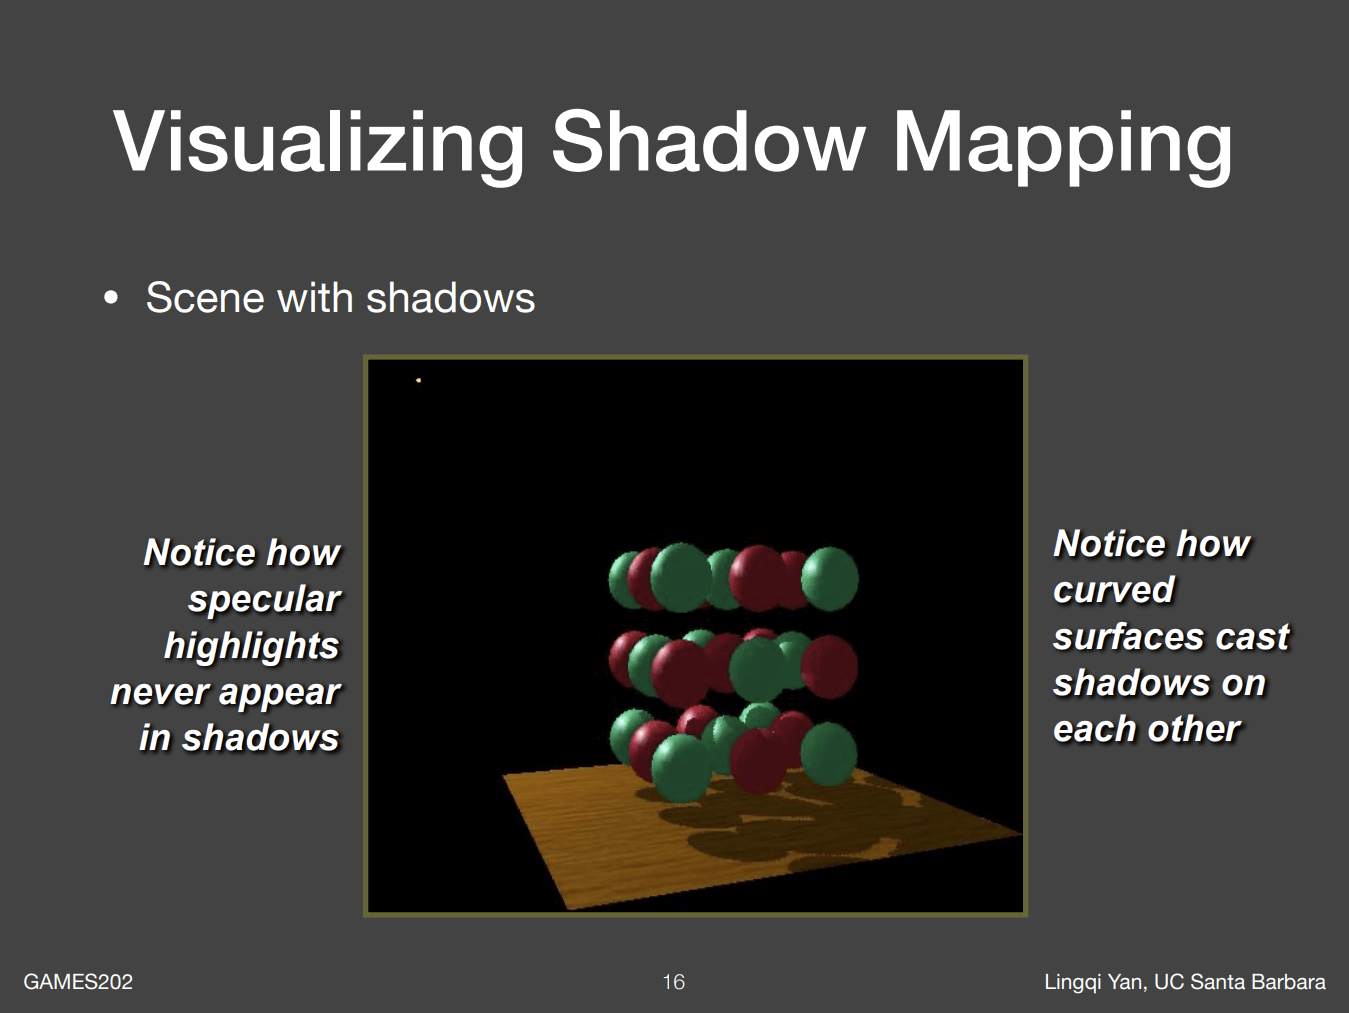 Visualizing Shadow Mapping
• Scene with shadows
Notice how
specular
highlights
never appear
in shadows
Notice how
curved
surfaces cast
shadows on
each other
GAMES202
16
Lingqi Yan, UC Santa Barbara